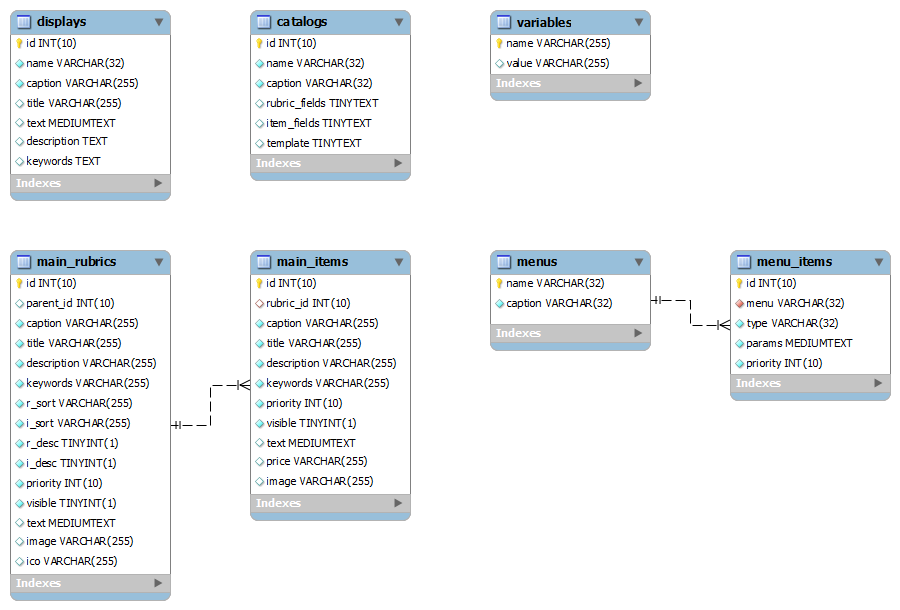 displays
id INT(10)
name VARCHAR(32)
caption VARCHAR(255)
title VARCHAR(255)
text MEDIUMTEXT
description TEXT
keywords TEXT
Indexes
catalogs
id INT(10)
name VARCHAR(32)
caption VARCHAR(32)
rubric_fields TINYTEXT
item_fields TINYTEXT
template TINYTEXT
Indexes
variables
name VARCHAR(255)
value VARCHAR(255)
Indexes
main_rubrics
id INT(10)
parent_id INT(10)
caption VARCHAR(255)
title VARCHAR(255)
description VARCHAR(255)
keywords VARCHAR(255)
r_sort VARCHAR(255)
i_sort VARCHAR(255)
r_desc TINYINT(1)
i_desc TINYINT(1)
priority INT(10)
visible TINYINT(1)
text MEDIUMTEXT
image VARCHAR(255)
ico VARCHAR(255)
Indexes
main_items
id INT(10)
rubric_id INT(10)
caption VARCHAR(255)
title VARCHAR(255)
description VARCHAR(255)
keywords VARCHAR(255)
priority INT(10)
visible TINYINT(1)
text MEDIUMTEXT
price VARCHAR(255)
image VARCHAR(255)
Indexes
menus
name VARCHAR(32)
caption VARCHAR(32)
Indexes
menu_items
id INT(10)
menu VARCHAR(32)
type VARCHAR(32)
params MEDIUMTEXT
priority INT(10)
Indexes